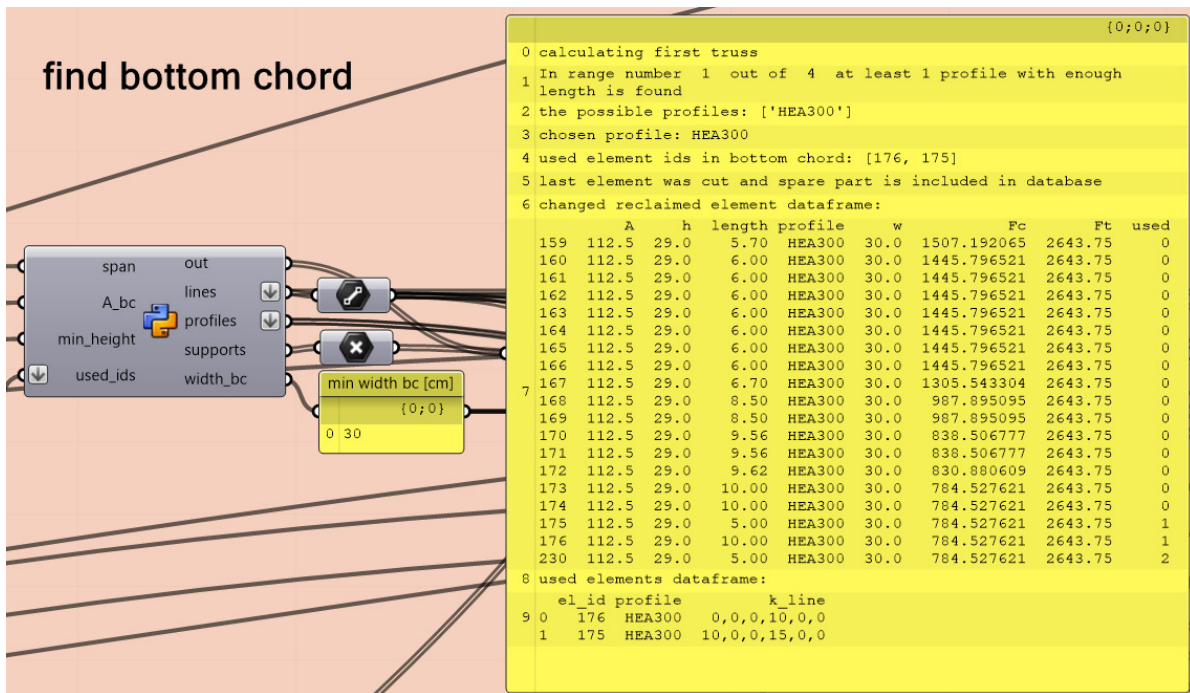 find bottom chord
span
A_bc
min_height
used_ids
out
lines
profiles
supports
width_bc
min width bc [cm]
{0;0}
0 30
{0;0;0}
0 calculating first truss
1 In range number 1 out of 4 at least 1 profile with enough
length is found
2 the possible profiles: ['HEA300']
3 chosen profile: HEA300
4 used element ids in bottom chord: [176, 175]
5 last element was cut and spare part is included in database
6 changed reclaimed element dataframe:
A h length profile w Fc Ft used
159 112.5 29.0 5.70 HEA300 30.0 1507.192065 2643.75 0
160 112.5 29.0 6.00 HEA300 30.0 1445.796521 2643.75 0
161 112.5 29.0 6.00 HEA300 30.0 1445.796521 2643.75 0
162 112.5 29.0 6.00 HEA300 30.0 1445.796521 2643.75 0
163 112.5 29.0 6.00 HEA300 30.0 1445.796521 2643.75 0
164 112.5 29.0 6.00 HEA300 30.0 1445.796521 2643.75 0
165 112.5 29.0 6.00 HEA300 30.0 1445.796521 2643.75 0
166 112.5 29.0 6.00 HEA300 30.0 1445.796521 2643.75 0
7 167 112.5 29.0 6.70 HEA300 30.0 1305.543304 2643.75 0
168 112.5 29.0 8.50 HEA300 30.0 987.895095 2643.75 0
169 112.5 29.0 8.50 HEA300 30.0 987.895095 2643.75 0
170 112.5 29.0 9.56 HEA300 30.0 838.506777 2643.75 0
171 112.5 29.0 9.56 HEA300 30.0 838.506777 2643.75 0
172 112.5 29.0 9.62 HEA300 30.0 830.880609 2643.75 0
173 112.5 29.0 10.00 HEA300 30.0 784.527621 2643.75 0
174 112.5 29.0 10.00 HEA300 30.0 784.527621 2643.75 0
175 112.5 29.0 5.00 HEA300 30.0 784.527621 2643.75 1
176 112.5 29.0 10.00 HEA300 30.0 784.527621 2643.75 1
230 112.5 29.0 5.00 HEA300 30.0 784.527621 2643.75 2
8 used elements dataframe:
el_id profile k_line
9 0 176 HEA300 0,0,0,10,0,0
1 175 HEA300 10,0,0,15,0,0